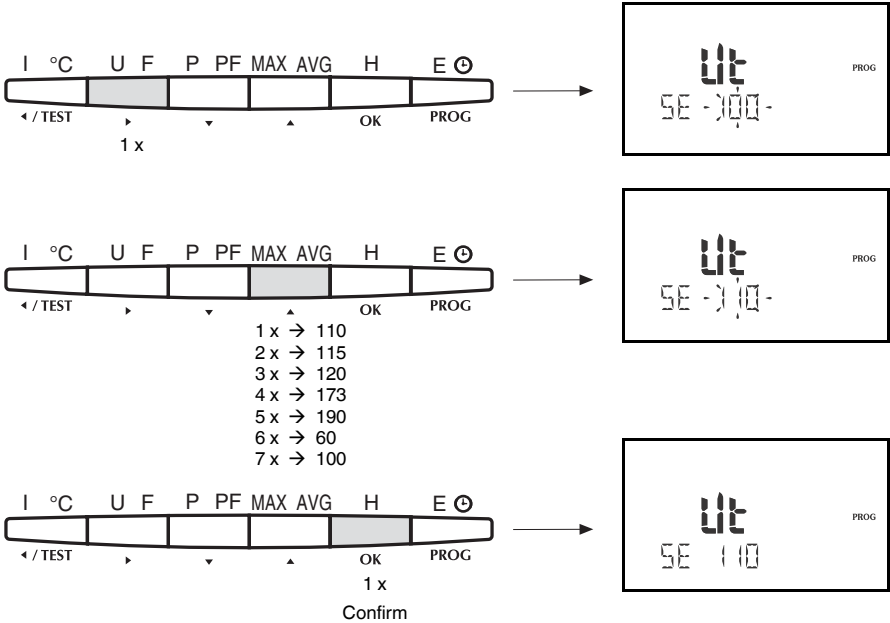 I °C U F P PF MAX AVG H E
/ TEST OK PROG
1 x
Ut PROG
SE 100
I °C U F P PF MAX AVG H E
/ TEST OK PROG
1 x → 110
2 x → 115
3 x → 120
4 x → 173
5 x → 190
6 x → 60
7 x → 100
Ut PROG
SE 110
I °C U F P PF MAX AVG H E
/ TEST OK PROG
1 x
Confirm
Ut PROG
SE 110